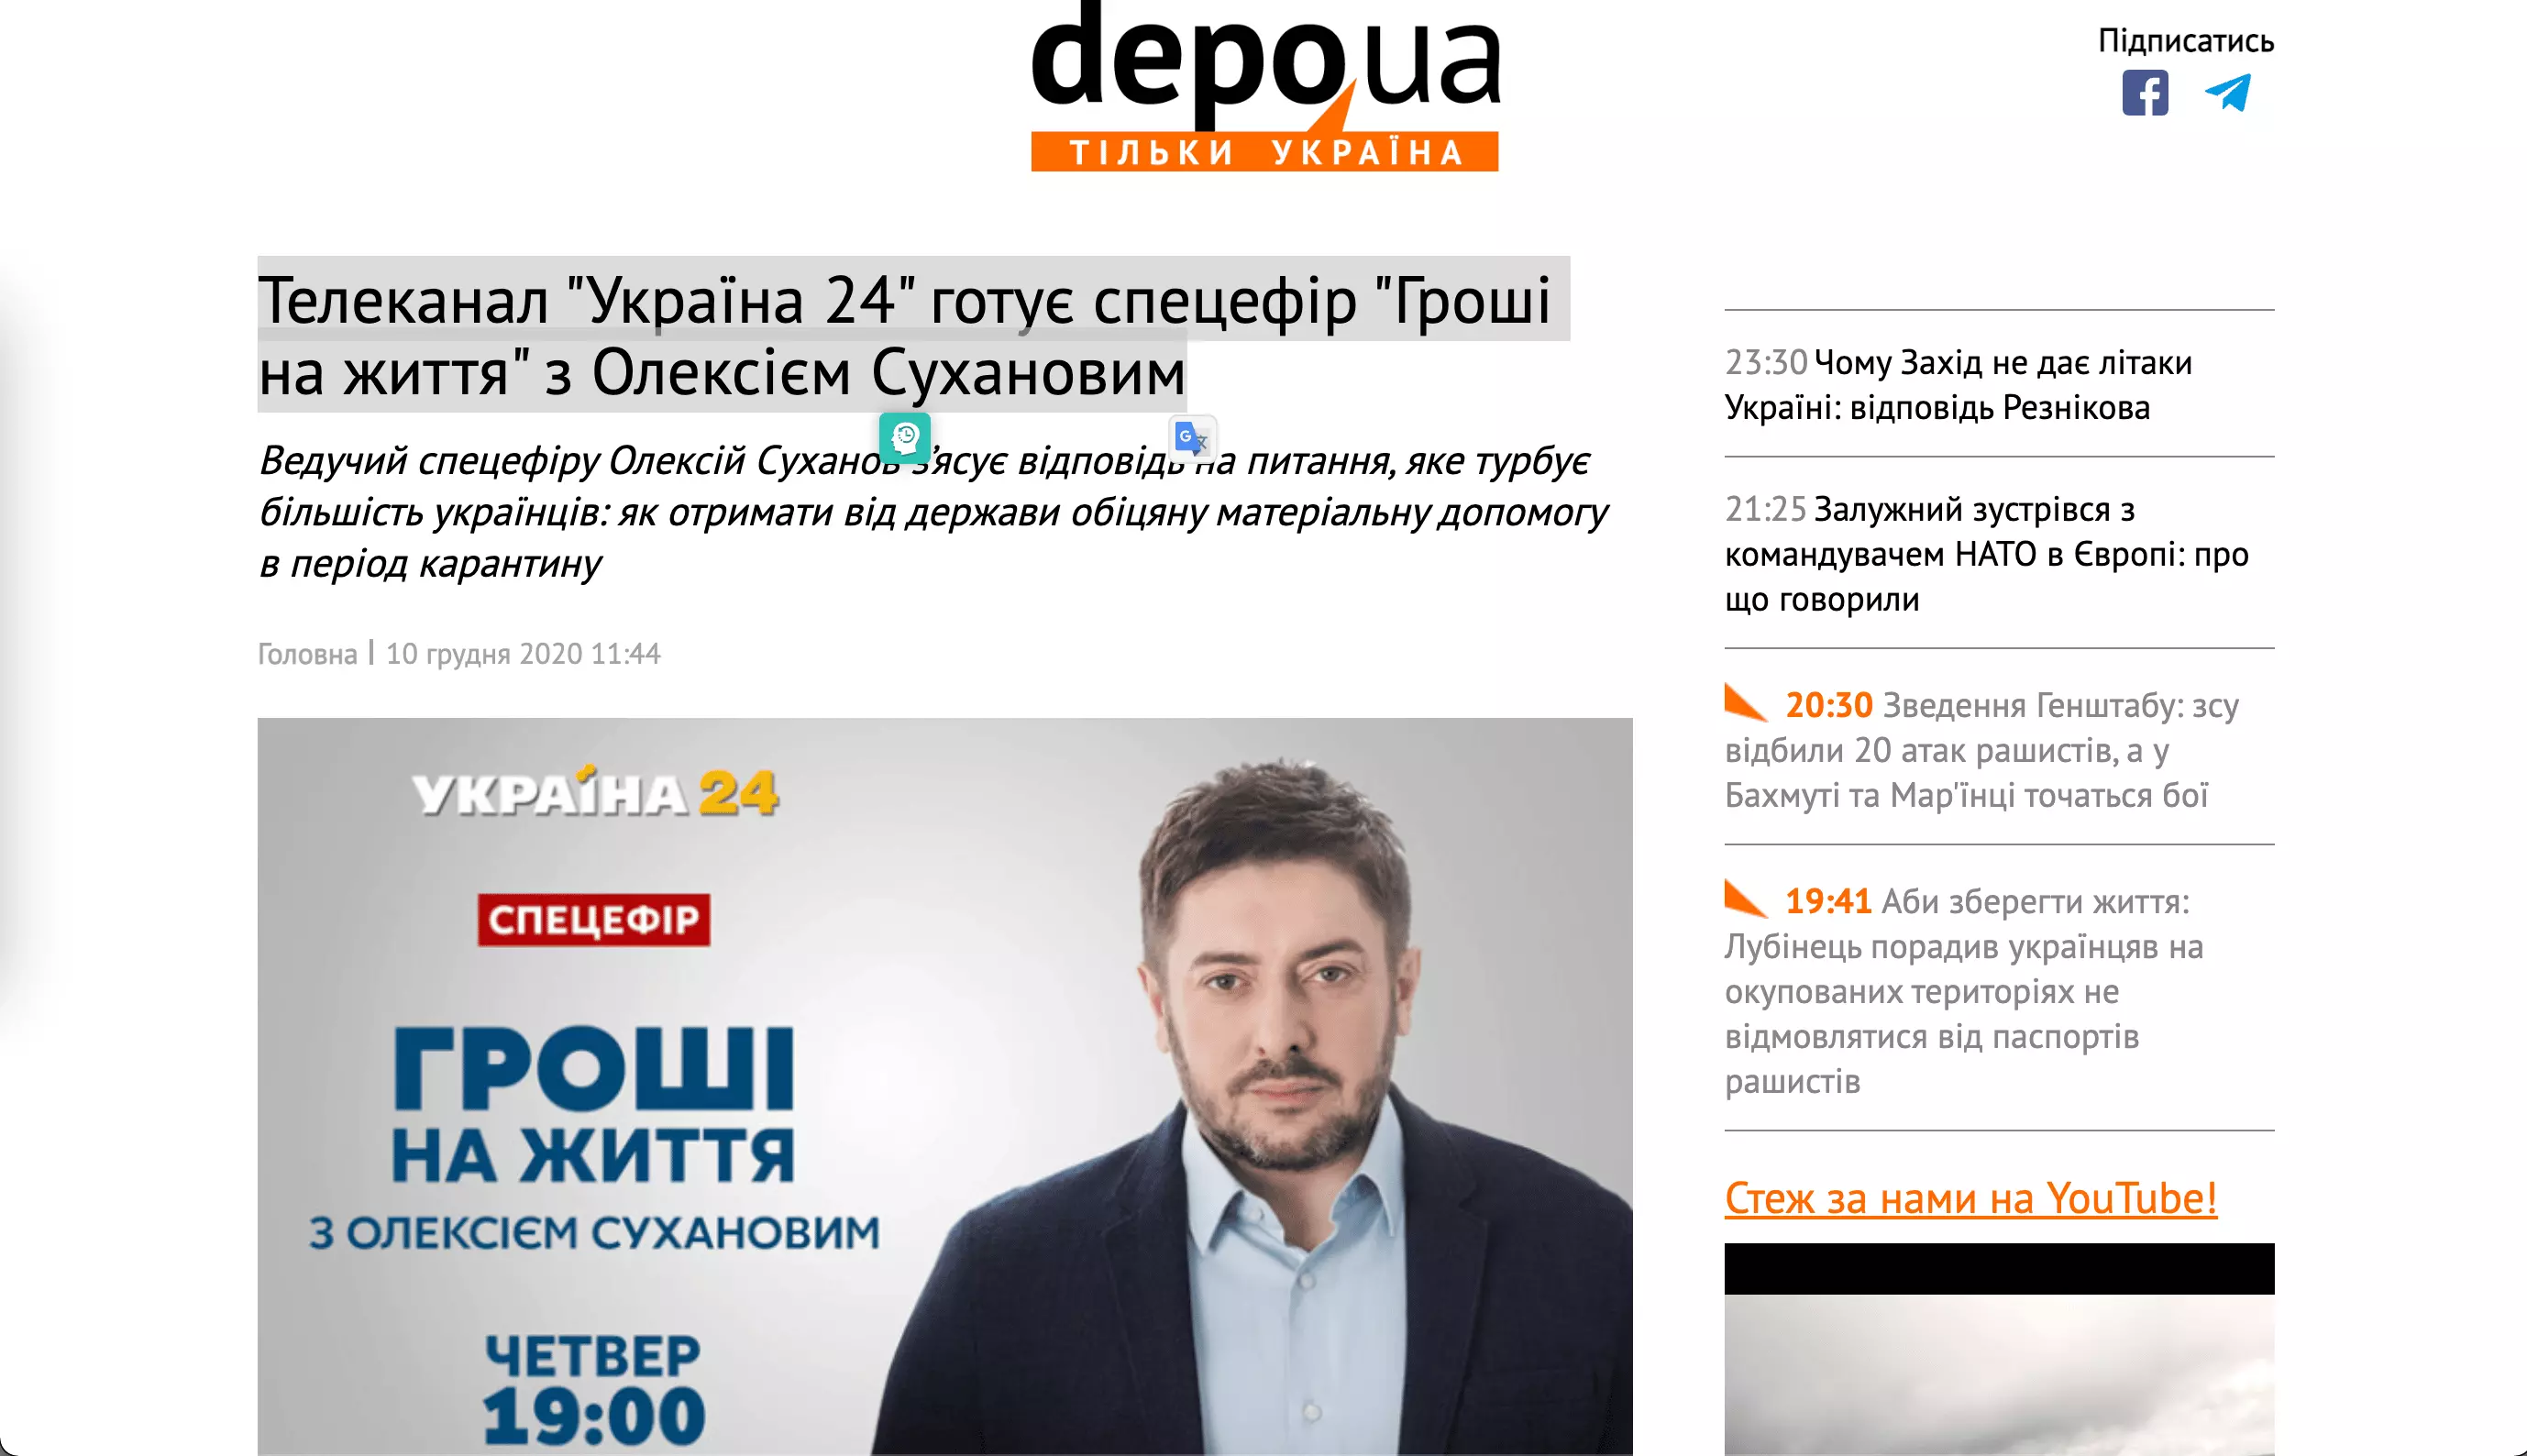 depo.ua
ТІЛЬКИ УКРАЇНА
Підписатись
Телеканал "Україна 24" готує спецефір "Гроші
на життя" з Олексієм Сухановим
Ведучий спецефіру Олексій Суханов з’ясує відповідь на питання, яке турбує
більшість українців: як отримати від держави обіцяну матеріальну допомогу
в період карантину
Головна | 10 грудня 2020 11:44
УКРАЇНА 24
СПЕЦЕФІР
ГРОШІ
НА ЖИТТЯ
З ОЛЕКСІЄМ СУХАНОВИМ
ЧЕТВЕР
19:00
23:30 Чому Захід не дає літаки
Україні: відповідь Резнікова
21:25 Залужний зустрівся з
командувачем НАТО в Європі: про
що говорили
20:30 Зведення Генштабу: зсу
відбили 20 атак рашистів, а у
Бахмуті та Мар'їнці точаться бої
19:41 Аби зберегти життя:
Лубінець порадив українцяв на
окупованих територіях не
відмовлятися від паспортів
рашистів
Стеж за нами на YouTube!